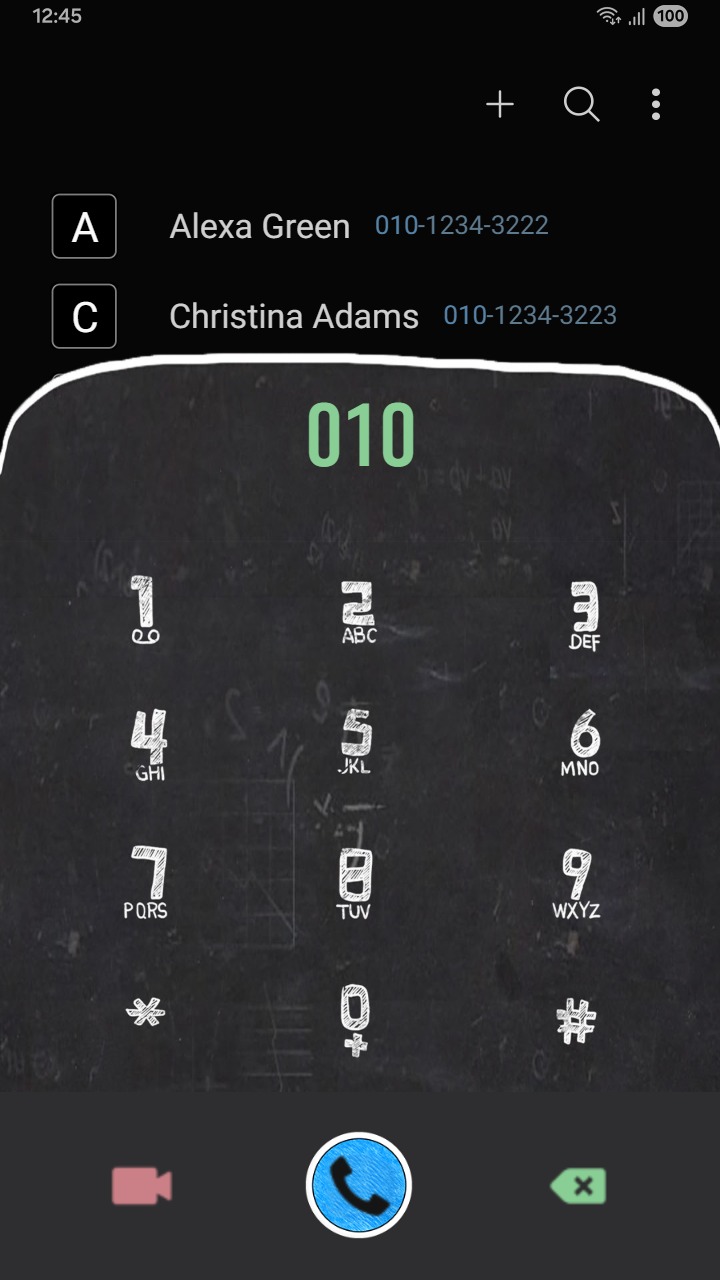 12:45 100
A Alexa Green 010-1234-3222
C Christina Adams 010-1234-3223
010
1 2 3
ABC DEF
4 5 6
GHI JKL MNO
7 8 9
PQRS TUV WXYZ
* 0 #
+